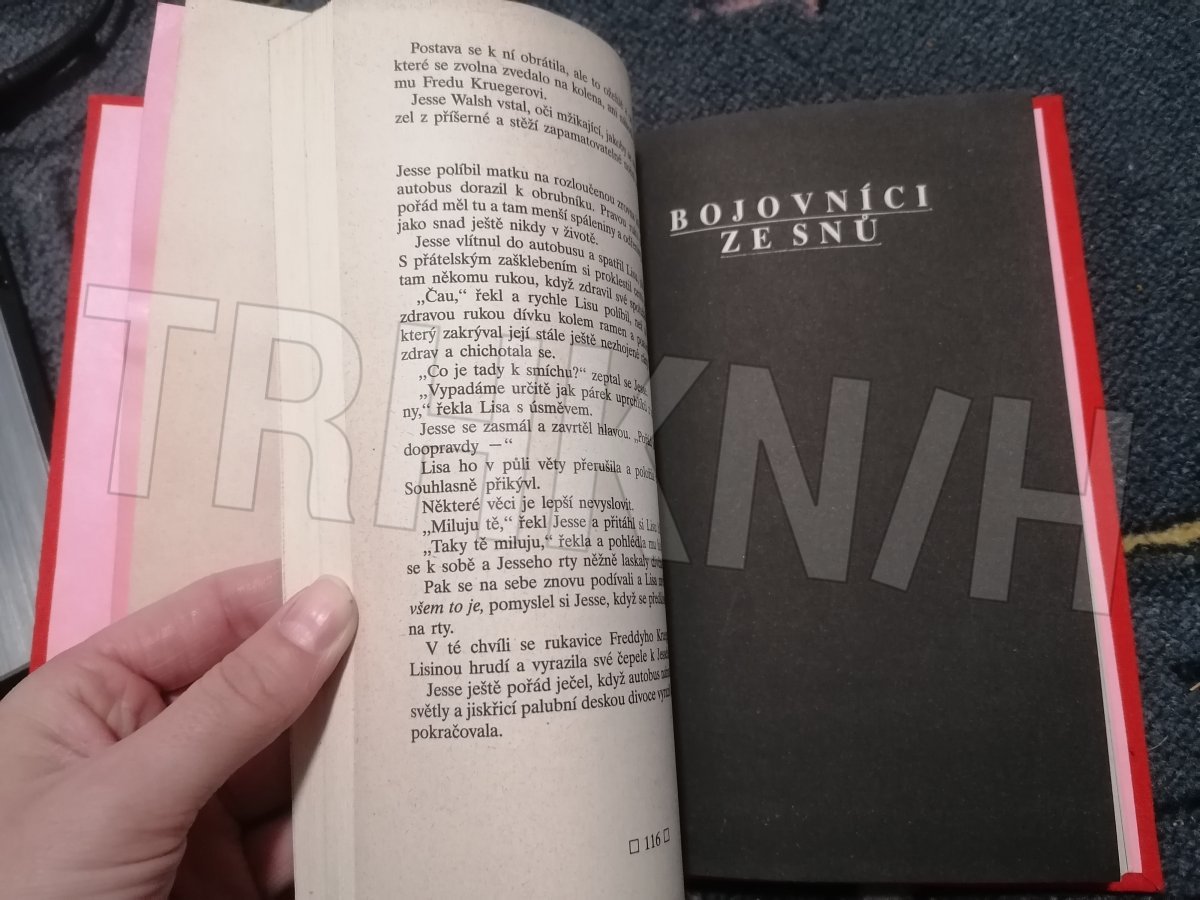 Postava se k ní obrátila, ale to
které se zvolna zvedalo na kolena, ani
mu Fredu Kruegerovi.
Jesse Walsh vstal, oči mžikající, jakoby
zel z příšerné a stěží zapamatovatelné
Jesse políbil matku na rozloučenou
autobus dorazil k obrubníku. Pravou
pořád měl tu a tam menší spáleniny a
jako snad ještě nikdy v životě.
Jesse vlítnul do autobusu a spatřil
S přátelským zašklebením si proklestil
tam někomu rukou, když zdravil své
„Čau,“ řekl a rychle Lisu políbil,
zdravou rukou dívku kolem ramen a
který zakrýval její stále ještě nezhojené
zdrav a chichotala se.
„Co je tady k smíchu?“ zeptal se
„Vypadáme určitě jak párek
ny,“ řekla Lisa s úsměvem.
Jesse se zasmál a zavrtěl hlavou.
doopravdy —“
Lisa ho v půli věty přerušila a
Souhlasně přikývl.
Některé věci je lepší nevyslovit.
„Miluju tě,“ řekl Jesse a přitáhl si
„Taky tě miluju,“ řekla a pohlédla
se k sobě a Jesseho rty něžně laskaly
Pak se na sebe znovu podívali a Lisa
všem to je, pomyslel si Jesse, když se
na rty.
V té chvíli se rukavice Freddyho
Lisinou hrudí a vyrazila své čepele k
Jesse ještě pořád ječel, když autobus
světly a jiskřicí palubní deskou divoce
pokračovala.
□ 116 □
BOJOVNÍCI
ZE SNŮ
TRHKN/H